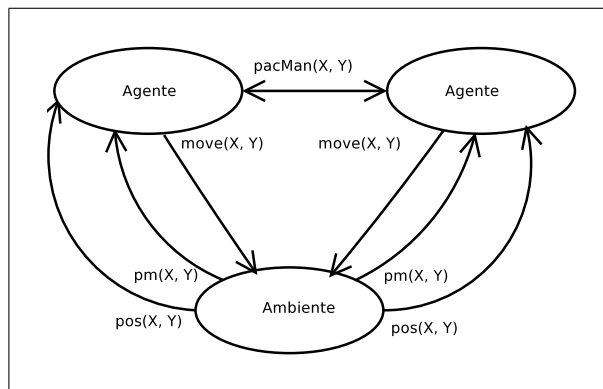 pacMan(X, Y)
Agente
Agente
move(X, Y)
move(X, Y)
pm(X, Y)
pm(X, Y)
Ambiente
pos(X, Y)
pos(X, Y)